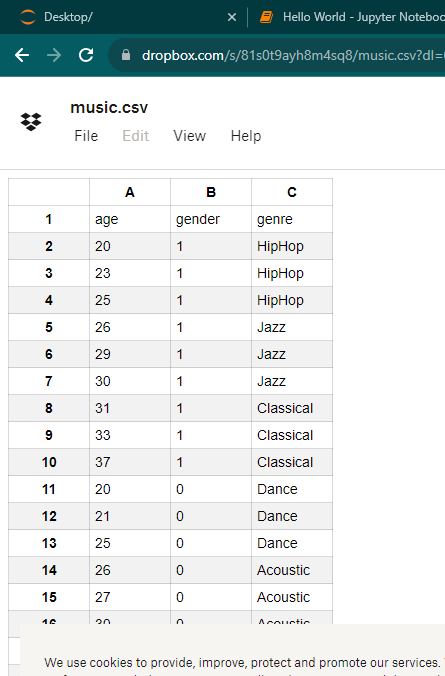 Desktop/ × Hello World - Jupyter Noteboo
dropbox.com/s/81s0t9ayh8m4sq8/music.csv?dl=
music.csv
File Edit View Help
A B C
1 age gender genre
2 20 1 HipHop
3 23 1 HipHop
4 25 1 HipHop
5 26 1 Jazz
6 29 1 Jazz
7 30 1 Jazz
8 31 1 Classical
9 33 1 Classical
10 37 1 Classical
11 20 0 Dance
12 21 0 Dance
13 25 0 Dance
14 26 0 Acoustic
15 27 0 Acoustic
16 30 0 Acoustic
We use cookies to provide, improve, protect and promote our services.